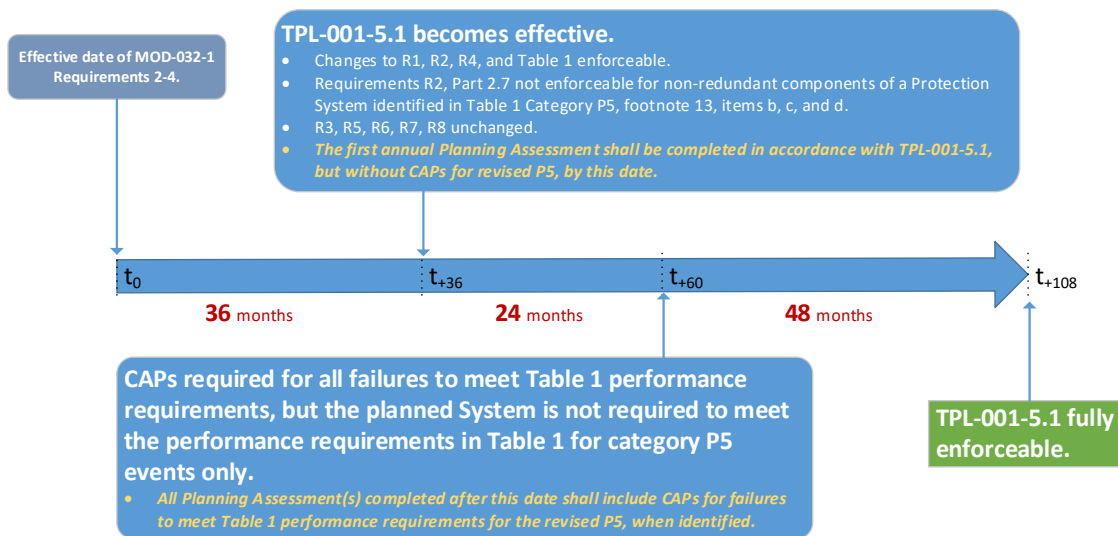 Effective date of MOD-032-1
Requirements 2-4.
TPL-001-5.1 becomes effective.
• Changes to R1, R2, R4, and Table 1 enforceable.
• Requirements R2, Part 2.7 not enforceable for non-redundant components of a Protection
System identified in Table 1 Category P5, footnote 13, items b, c, and d.
• R3, R5, R6, R7, R8 unchanged.
• The first annual Planning Assessment shall be completed in accordance with TPL-001-5.1,
but without CAPs for revised P5, by this date.
t0
t+36
t+60
t+108
36 months
24 months
48 months
CAPs required for all failures to meet Table 1 performance
requirements, but the planned System is not required to meet
the performance requirements in Table 1 for category P5
events only.
• All Planning Assessment(s) completed after this date shall include CAPs for failures
to meet Table 1 performance requirements for the revised P5, when identified.
TPL-001-5.1 fully
enforceable.